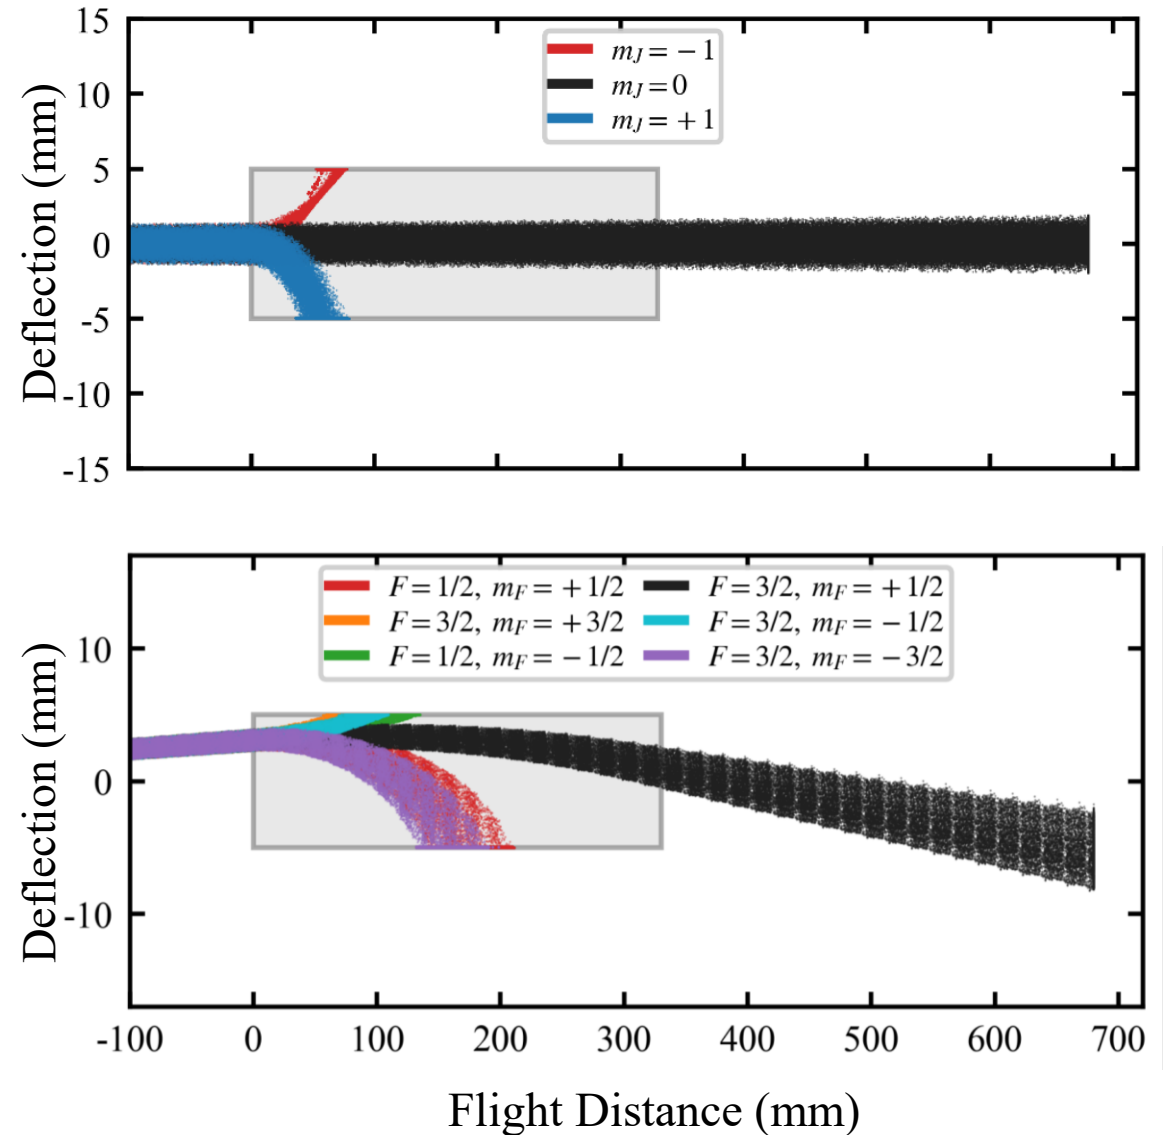 15
10
5
0
-5
-10
-15
Deflection (mm)
m_J = −1
m_J = 0
m_J = +1
10
0
-10
Deflection (mm)
F = 1/2, m_F = +1/2
F = 3/2, m_F = +3/2
F = 1/2, m_F = −1/2
F = 3/2, m_F = +1/2
F = 3/2, m_F = −1/2
F = 3/2, m_F = −3/2
-100 0 100 200 300 400 500 600 700
Flight Distance (mm)